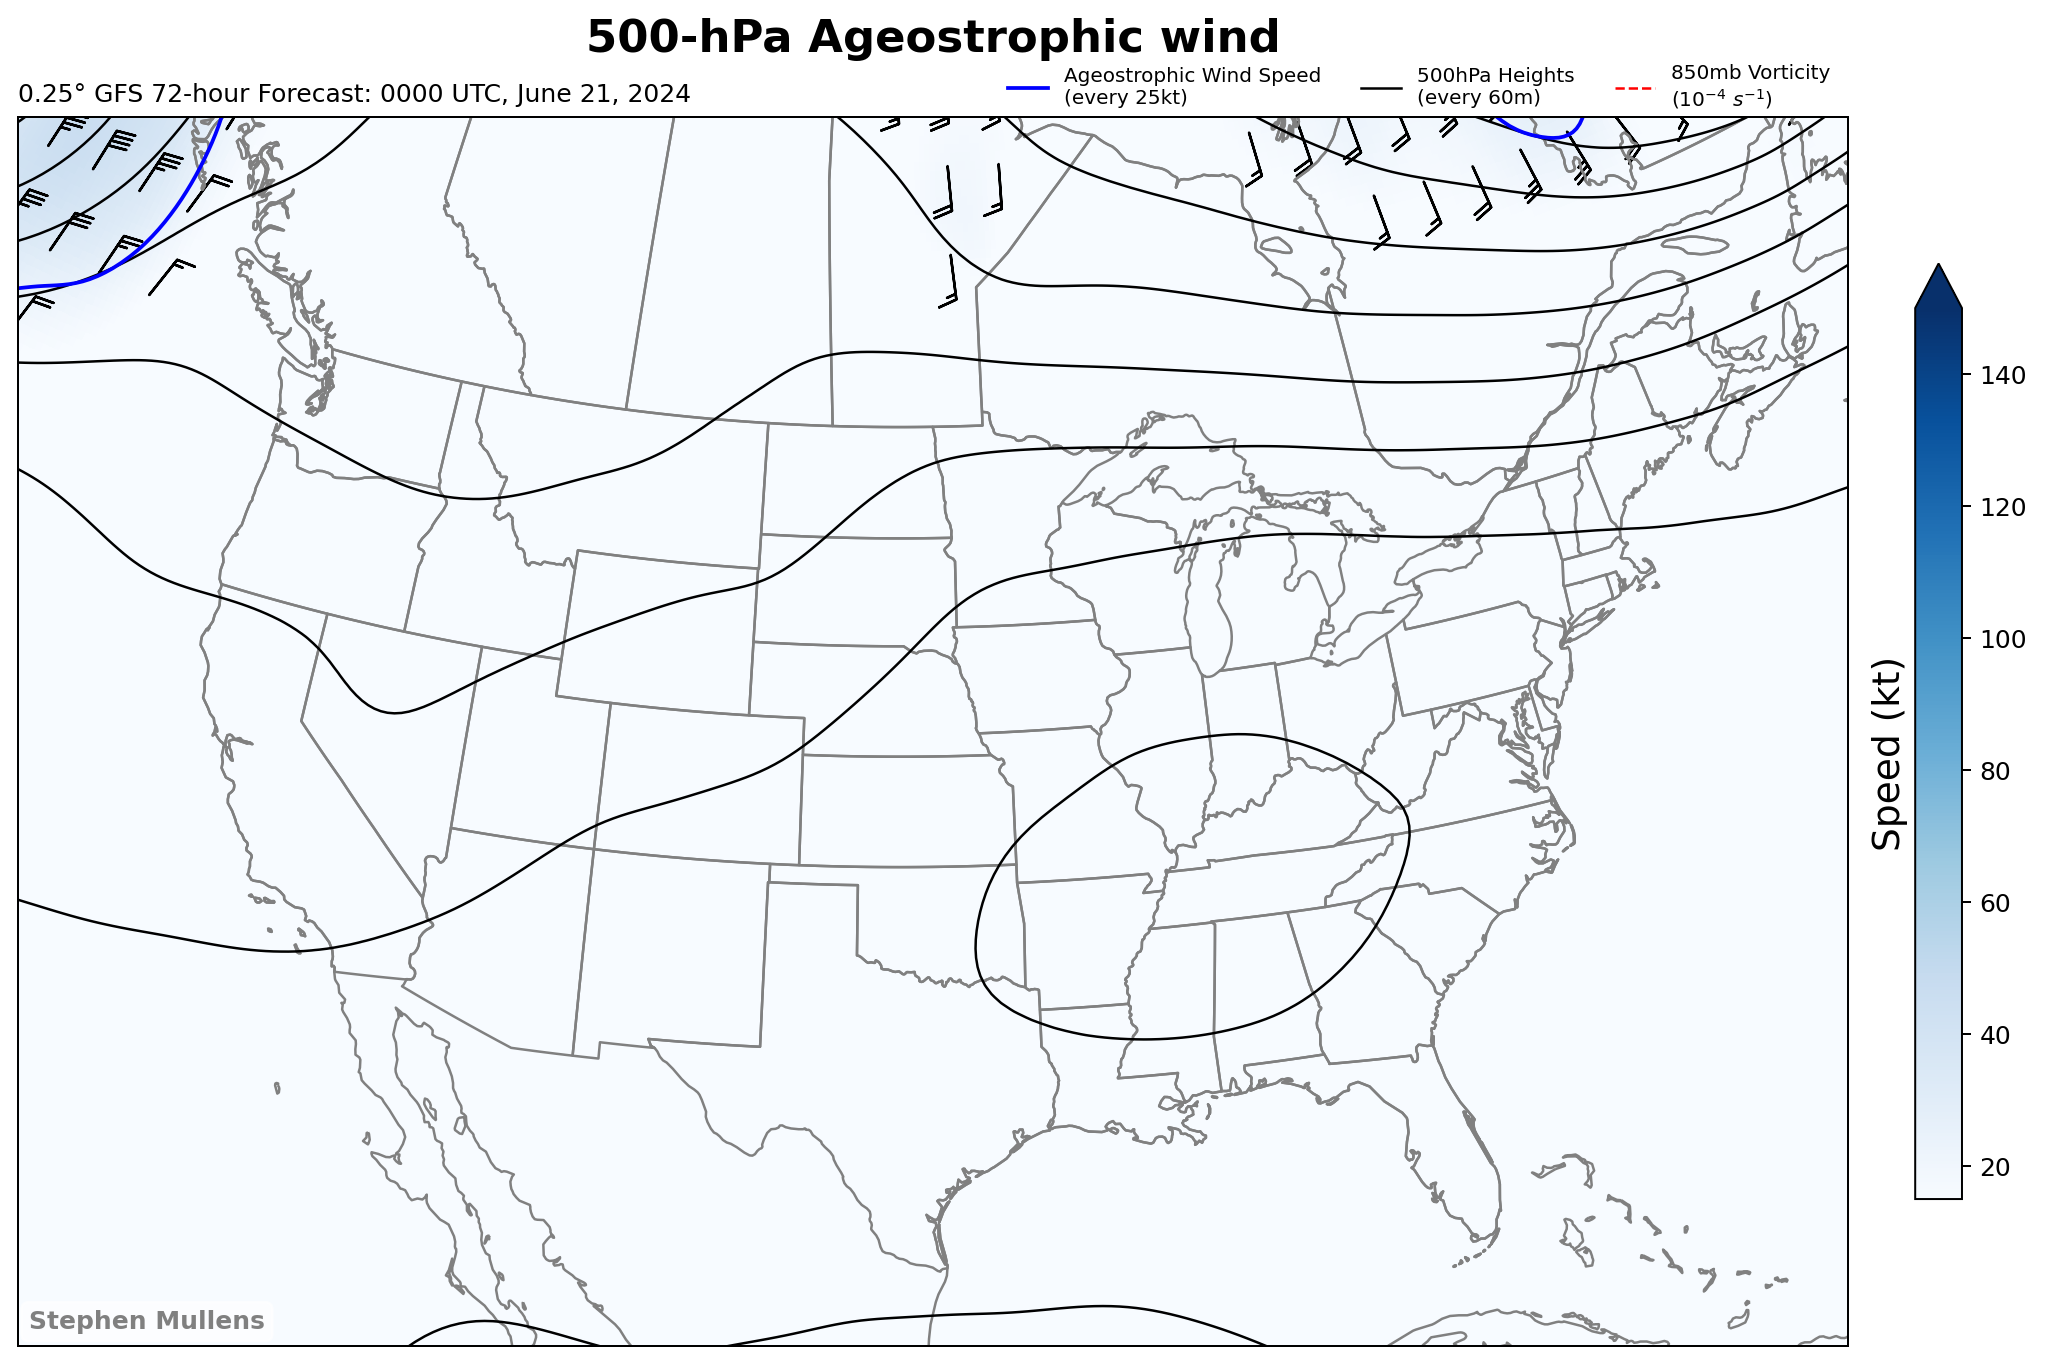 500-hPa Ageostrophic wind
0.25° GFS 72-hour Forecast: 0000 UTC, June 21, 2024
Ageostrophic Wind Speed
(every 25kt)
500hPa Heights
(every 60m)
850mb Vorticity
(10⁻⁴ s⁻¹)
140
120
100
80
60
40
20
Speed (kt)
Stephen Mullens